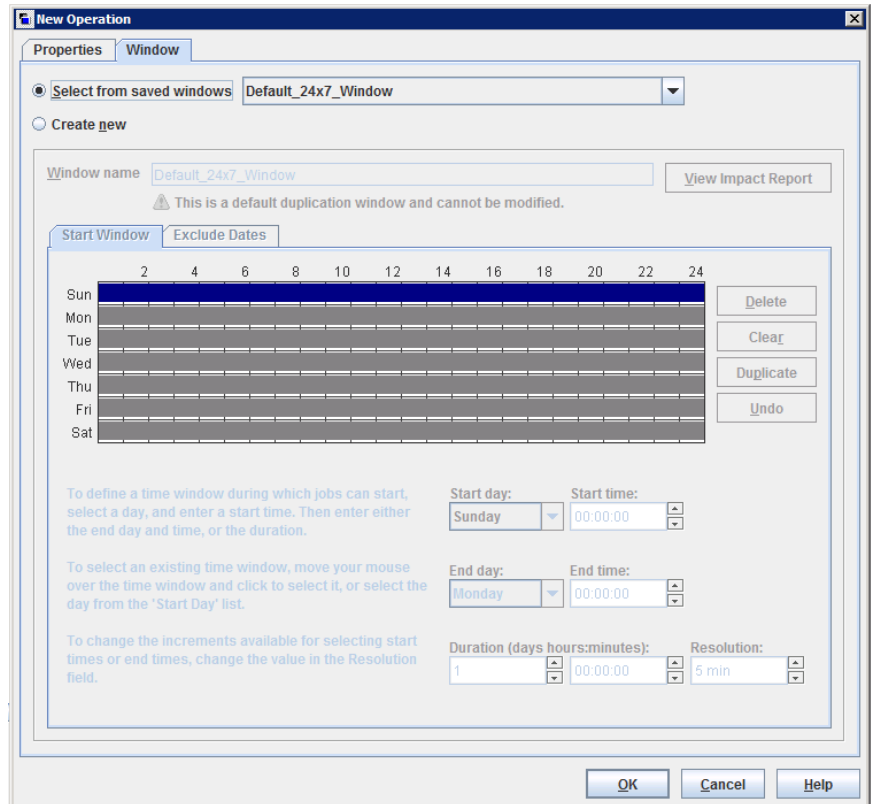 New Operation
Properties Window
Select from saved windows Default_24x7_Window
Create new
Window name Default_24x7_Window View Impact Report
This is a default duplication window and cannot be modified.
Start Window Exclude Dates
2 4 6 8 10 12 14 16 18 20 22 24
Sun
Mon
Tue
Wed
Thu
Fri
Sat
Delete
Clear
Duplicate
Undo
To define a time window during which jobs can start,
select a day, and enter a start time. Then enter either
the end day and time, or the duration.
Start day: Start time:
Sunday 00:00:00
To select an existing time window, move your mouse
over the time window and click to select it, or select the
day from the 'Start Day' list.
End day: End time:
Monday 00:00:00
To change the increments available for selecting start
times or end times, change the value in the Resolution
field.
Duration (days hours:minutes): Resolution:
1 00:00:00 5 min
OK Cancel Help